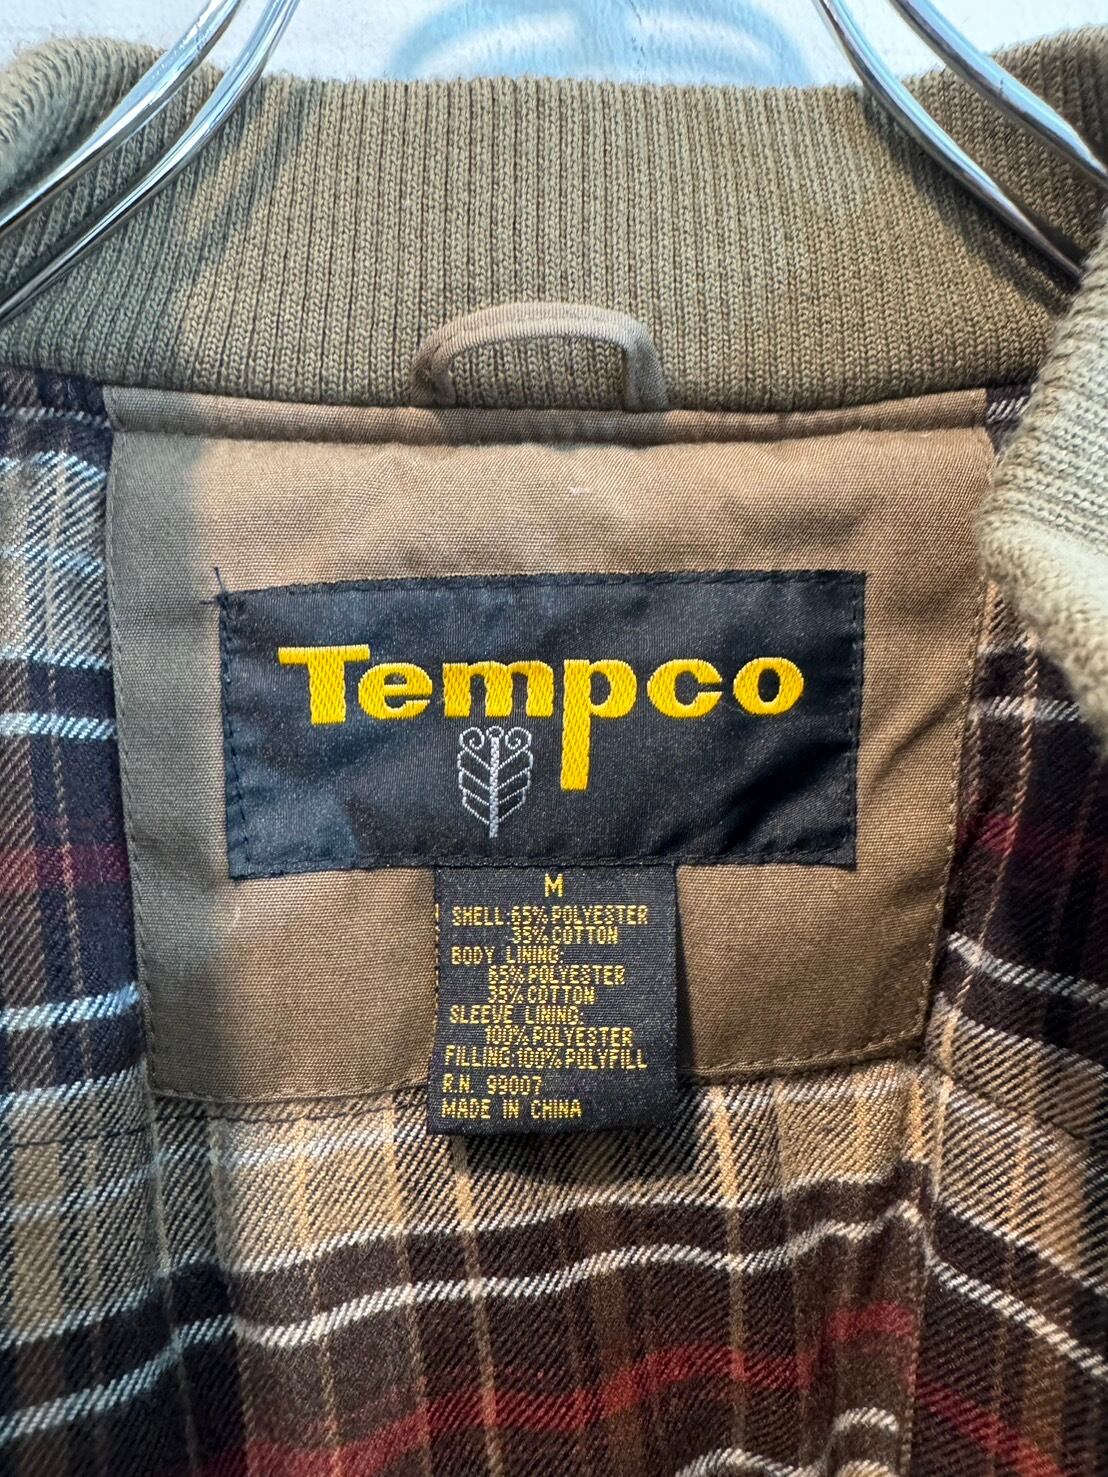 Tempco
M
SHELL:65%POLYESTER
35%COTTON
BODY LINING:
65%POLYESTER
35%COTTON
SLEEVE LINING:
100%POLYESTER
FILLING:100%POLYFILL
R.N. 99007
MADE IN CHINA